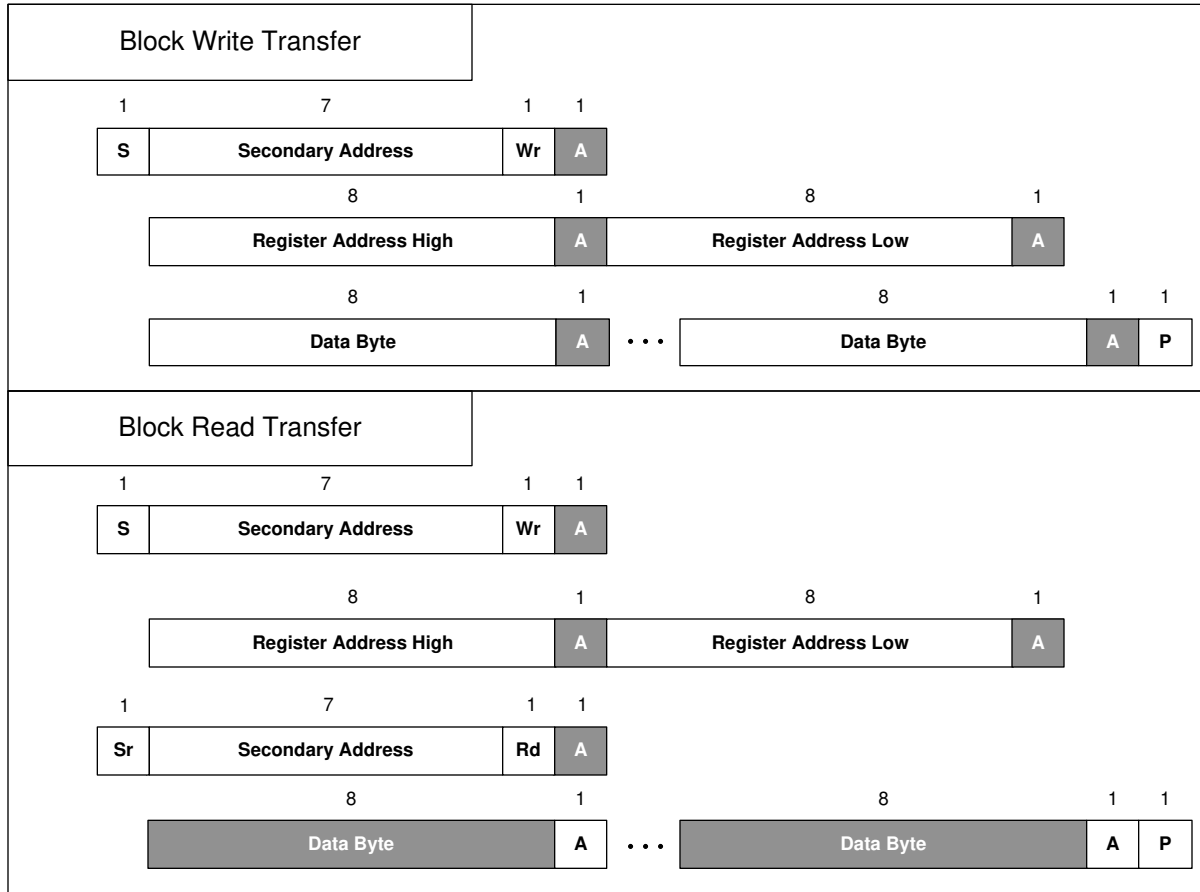 Block Write Transfer
1 7 1 1
S Secondary Address Wr A
8 1 8 1
Register Address High A Register Address Low A
8 1 8 1 1
Data Byte A • • • Data Byte A P
Block Read Transfer
1 7 1 1
S Secondary Address Wr A
8 1 8 1
Register Address High A Register Address Low A
1 7 1 1
Sr Secondary Address Rd A
8 1 8 1 1
Data Byte A • • • Data Byte A P